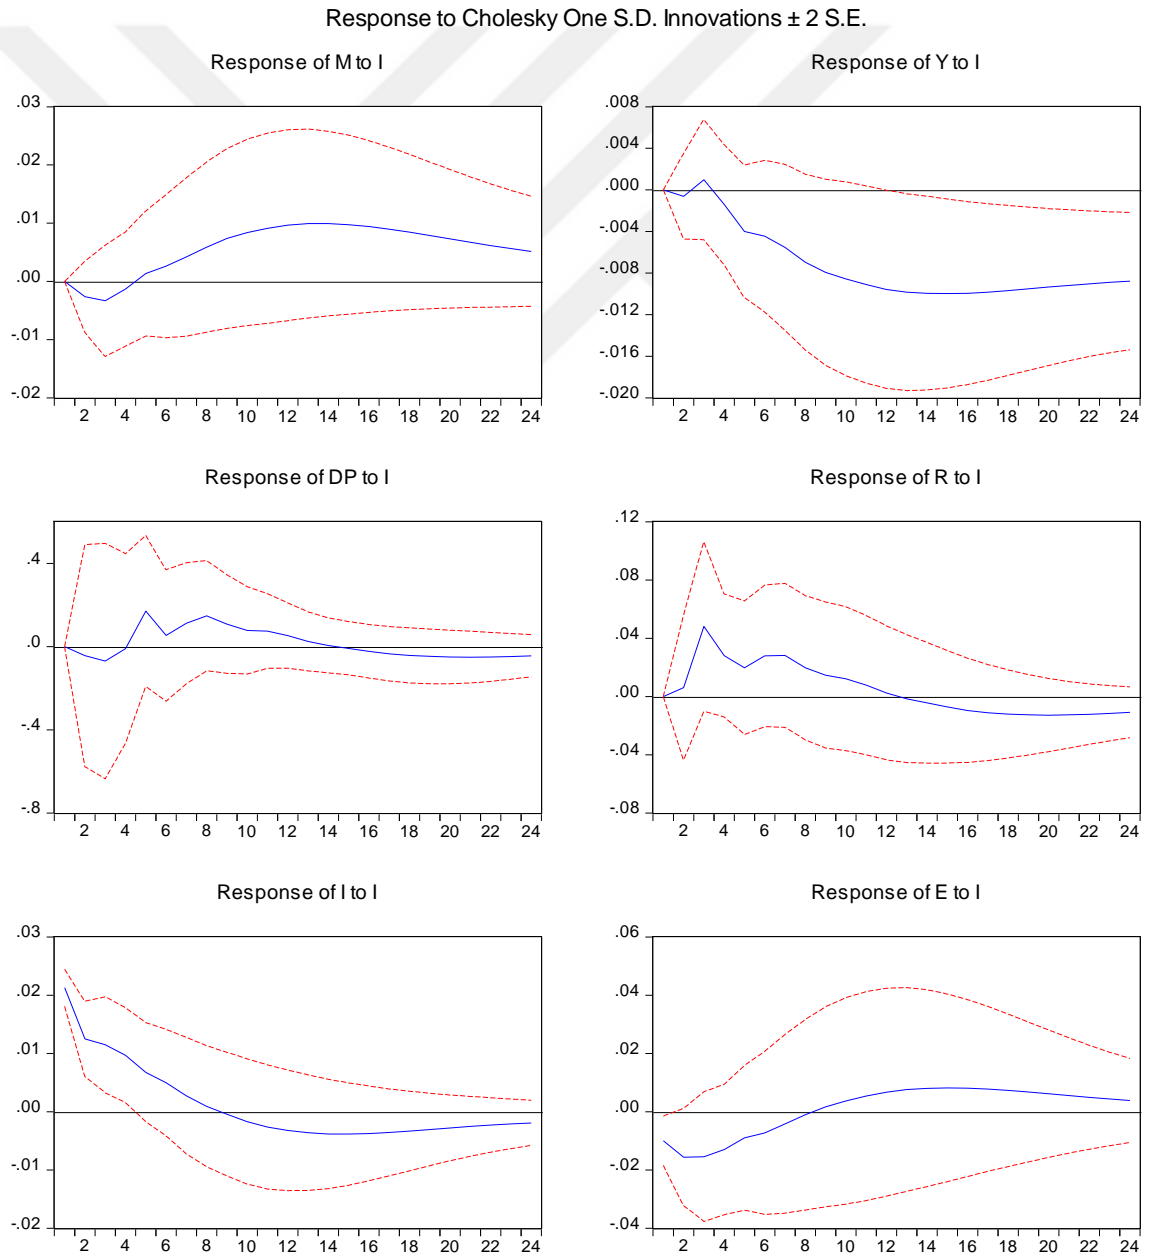 Response to Cholesky One S.D. Innovations ± 2 S.E.
Response of M to I
.03
.02
.01
.00
-.01
-.02
2 4 6 8 10 12 14 16 18 20 22 24
Response of Y to I
.008
.004
.000
-.004
-.008
-.012
-.016
-.020
2 4 6 8 10 12 14 16 18 20 22 24
Response of DP to I
.4
.0
-.4
-.8
2 4 6 8 10 12 14 16 18 20 22 24
Response of R to I
.12
.08
.04
.00
-.04
-.08
2 4 6 8 10 12 14 16 18 20 22 24
Response of I to I
.03
.02
.01
.00
-.01
-.02
2 4 6 8 10 12 14 16 18 20 22 24
Response of E to I
.06
.04
.02
.00
-.02
-.04
2 4 6 8 10 12 14 16 18 20 22 24